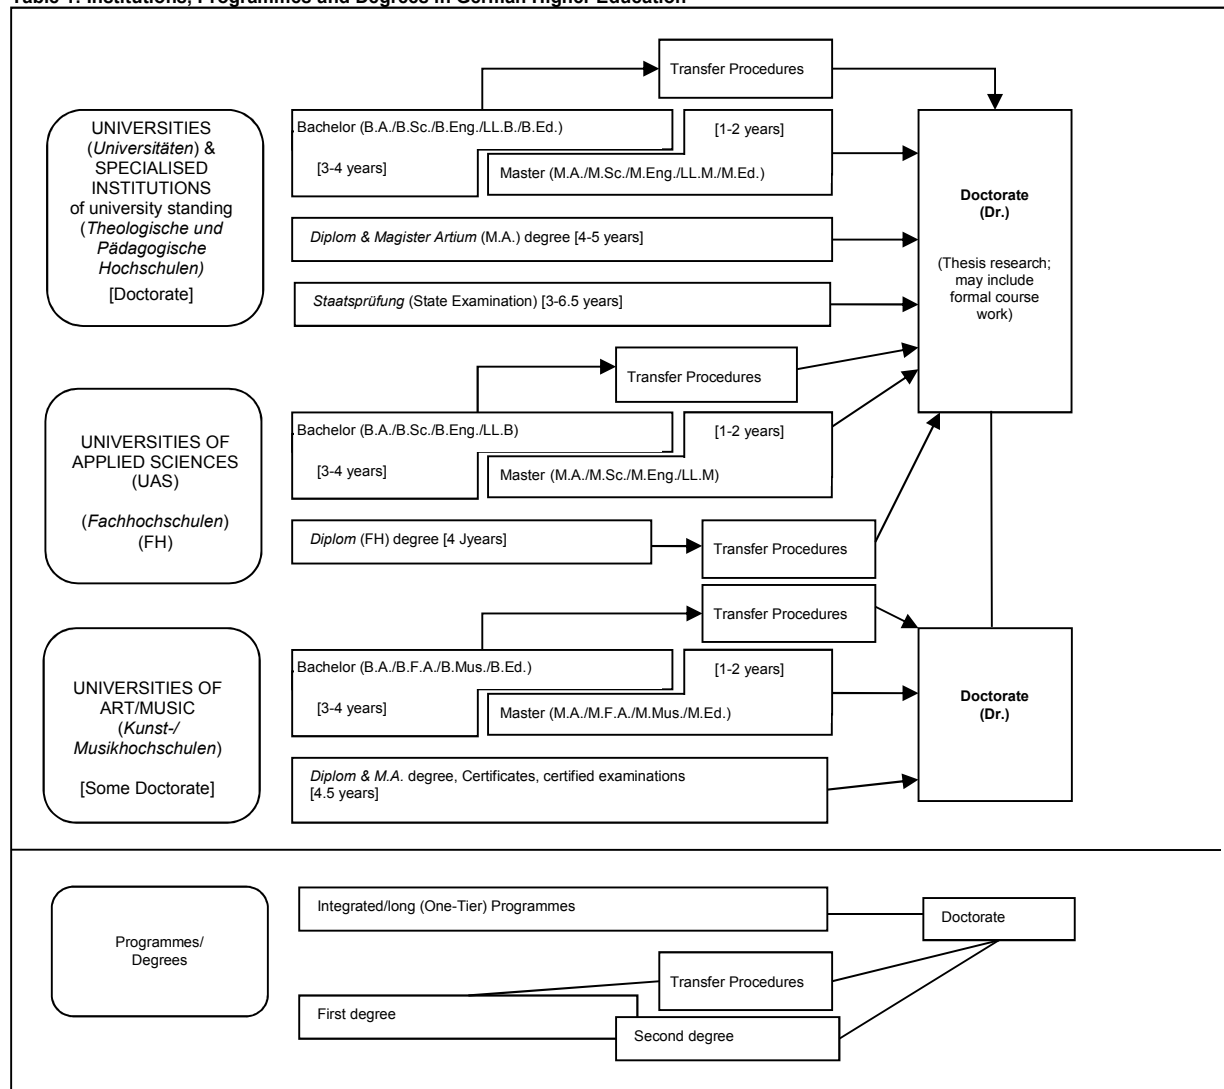 Table 1: Institutions, Programmes and Degrees in German Higher Education
Transfer Procedures
UNIVERSITIES
(Universitäten) &
SPECIALISED
INSTITUTIONS
of university standing
(Theologische und
Pädagogische
Hochschulen)
[Doctorate]
Bachelor (B.A./B.Sc./B.Eng./LL.B./B.Ed.)
[3-4 years]
[1-2 years]
Master (M.A./M.Sc./M.Eng./LL.M./M.Ed.)
Diplom & Magister Artium (M.A.) degree [4-5 years]
Staatsprüfung (State Examination) [3-6.5 years]
Doctorate
(Dr.)
(Thesis research;
may include
formal course
work)
Transfer Procedures
UNIVERSITIES OF
APPLIED SCIENCES
(UAS)
(Fachhochschulen)
(FH)
Bachelor (B.A./B.Sc./B.Eng./LL.B)
[3-4 years]
[1-2 years]
Master (M.A./M.Sc./M.Eng./LL.M)
Diplom (FH) degree [4 Jyears]
Transfer Procedures
Transfer Procedures
UNIVERSITIES OF
ART/MUSIC
(Kunst-/
Musikhochschulen)
[Some Doctorate]
Bachelor (B.A./B.F.A./B.Mus./B.Ed.)
[3-4 years]
[1-2 years]
Master (M.A./M.F.A./M.Mus./M.Ed.)
Diplom & M.A. degree, Certificates, certified examinations
[4.5 years]
Doctorate
(Dr.)
Programmes/
Degrees
Integrated/long (One-Tier) Programmes
Doctorate
Transfer Procedures
First degree
Second degree